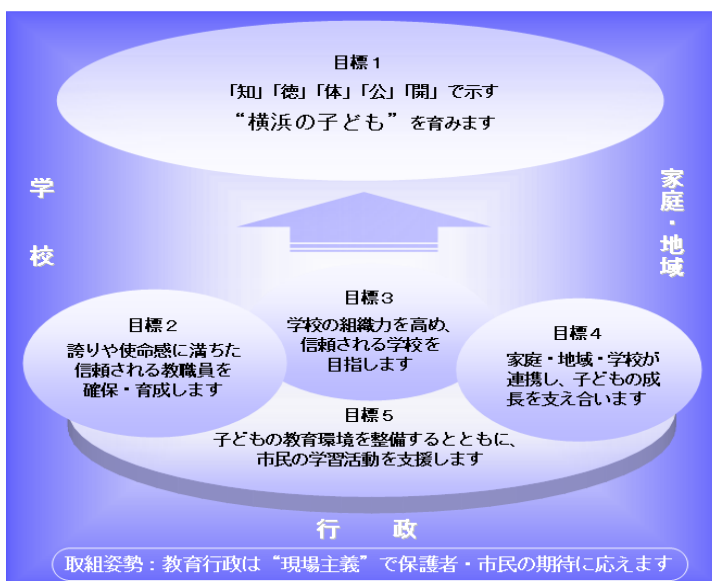 目標１
「知」「徳」「体」「公」「開」で示す
“横浜の子ども” を育みます
学校
家庭・地域
目標３
学校の組織力を高め、
信頼される学校を
目指します
目標２
誇りや使命感に満ちた
信頼される教職員を
確保・育成します
目標４
家庭・地域・学校が
連携し、子どもの成
長を支え合います
目標５
子どもの教育環境を整備するとともに、
市民の学習活動を支援します
行政
取組姿勢：教育行政は“現場主義”で保護者・市民の期待に応えます